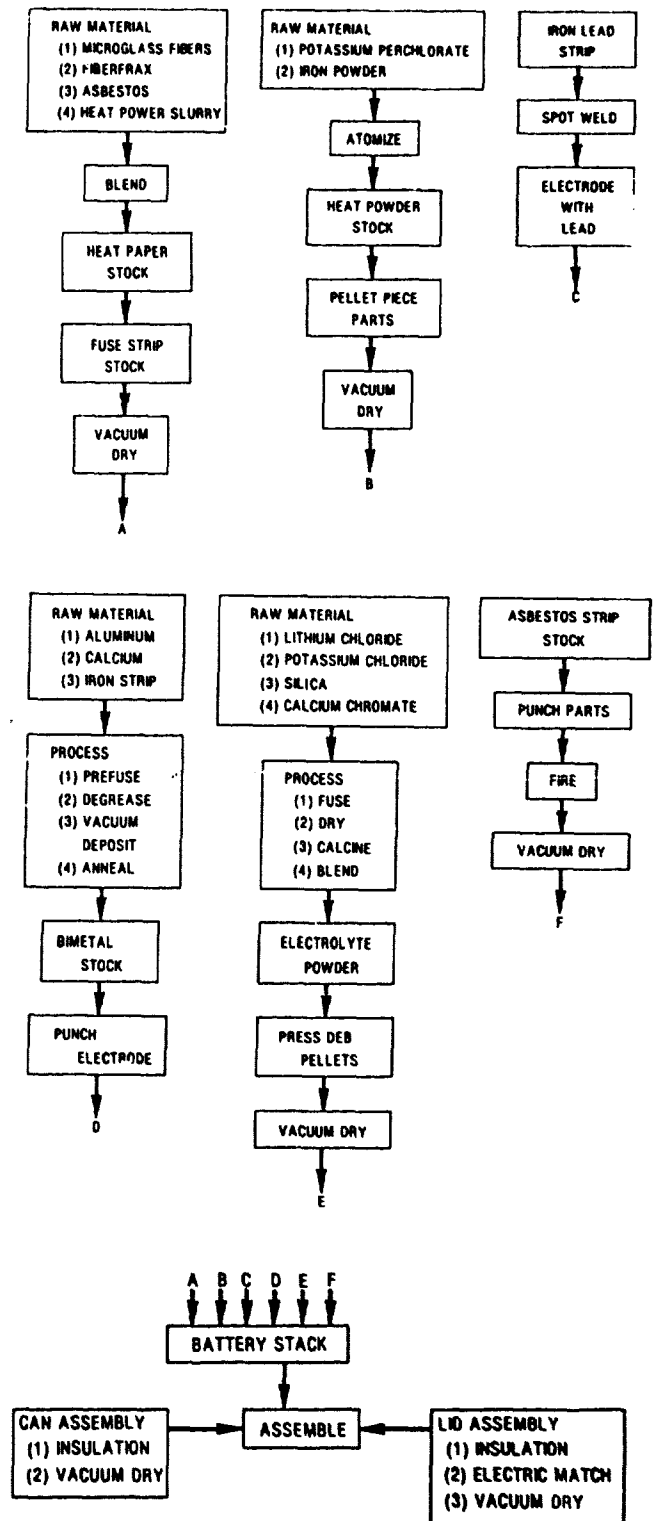 RAW MATERIAL
(1) MICROGLASS FIBERS
(2) FIBERFRAX
(3) ASBESTOS
(4) HEAT POWER SLURRY
BLEND
HEAT PAPER
STOCK
FUSE STRIP
STOCK
VACUUM
DRY
A
RAW MATERIAL
(1) POTASSIUM PERCHLORATE
(2) IRON POWDER
ATOMIZE
HEAT POWDER
STOCK
PELLET PIECE
PARTS
VACUUM
DRY
B
IRON LEAD
STRIP
SPOT WELD
ELECTRODE
WITH
LEAD
C
RAW MATERIAL
(1) ALUMINUM
(2) CALCIUM
(3) IRON STRIP
PROCESS
(1) PREFUSE
(2) DEGREASE
(3) VACUUM
DEPOSIT
(4) ANNEAL
BIMETAL
STOCK
PUNCH
ELECTRODE
D
RAW MATERIAL
(1) LITHIUM CHLORIDE
(2) POTASSIUM CHLORIDE
(3) SILICA
(4) CALCIUM CHROMATE
PROCESS
(1) FUSE
(2) DRY
(3) CALCINE
(4) BLEND
ELECTROLYTE
POWDER
PRESS DEB
PELLETS
VACUUM DRY
E
ASBESTOS STRIP
STOCK
PUNCH PARTS
FIRE
VACUUM DRY
F
A B C D E F
BATTERY STACK
CAN ASSEMBLY
(1) INSULATION
(2) VACUUM DRY
ASSEMBLE
LID ASSEMBLY
(1) INSULATION
(2) ELECTRIC MATCH
(3) VACUUM DRY